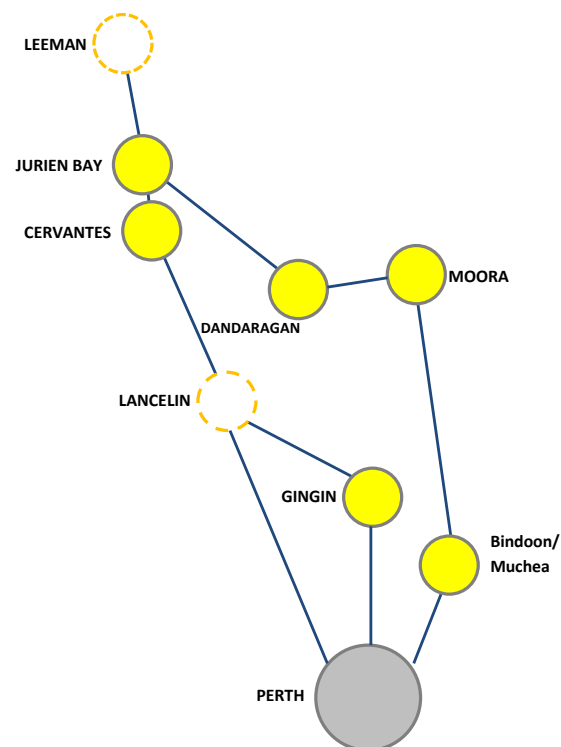 LEEMAN
JURIEN BAY
CERVANTES
MOORA
DANDARAGAN
LANCELIN
GINGIN
Bindoon/
Muchea
PERTH